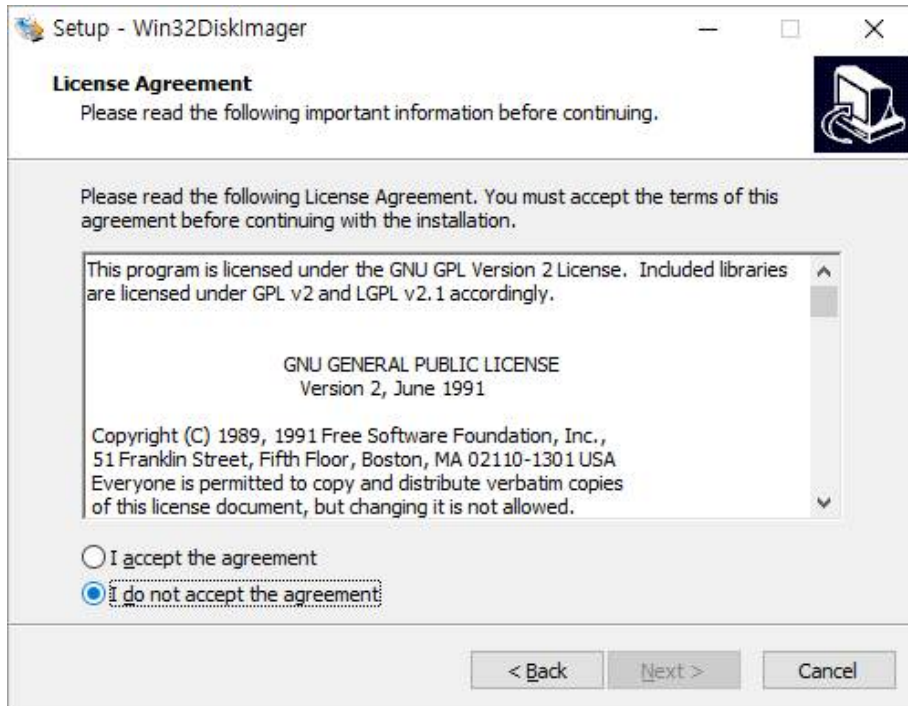 Setup - Win32DiskImager
License Agreement
Please read the following important information before continuing.
Please read the following License Agreement. You must accept the terms of this
agreement before continuing with the installation.
This program is licensed under the GNU GPL Version 2 License.  Included libraries
are licensed under GPL v2 and LGPL v2.1 accordingly.
GNU GENERAL PUBLIC LICENSE
Version 2, June 1991
Copyright (C) 1989, 1991 Free Software Foundation, Inc.,
51 Franklin Street, Fifth Floor, Boston, MA 02110-1301 USA
Everyone is permitted to copy and distribute verbatim copies
of this license document, but changing it is not allowed.
I accept the agreement
I do not accept the agreement
< Back Next > Cancel